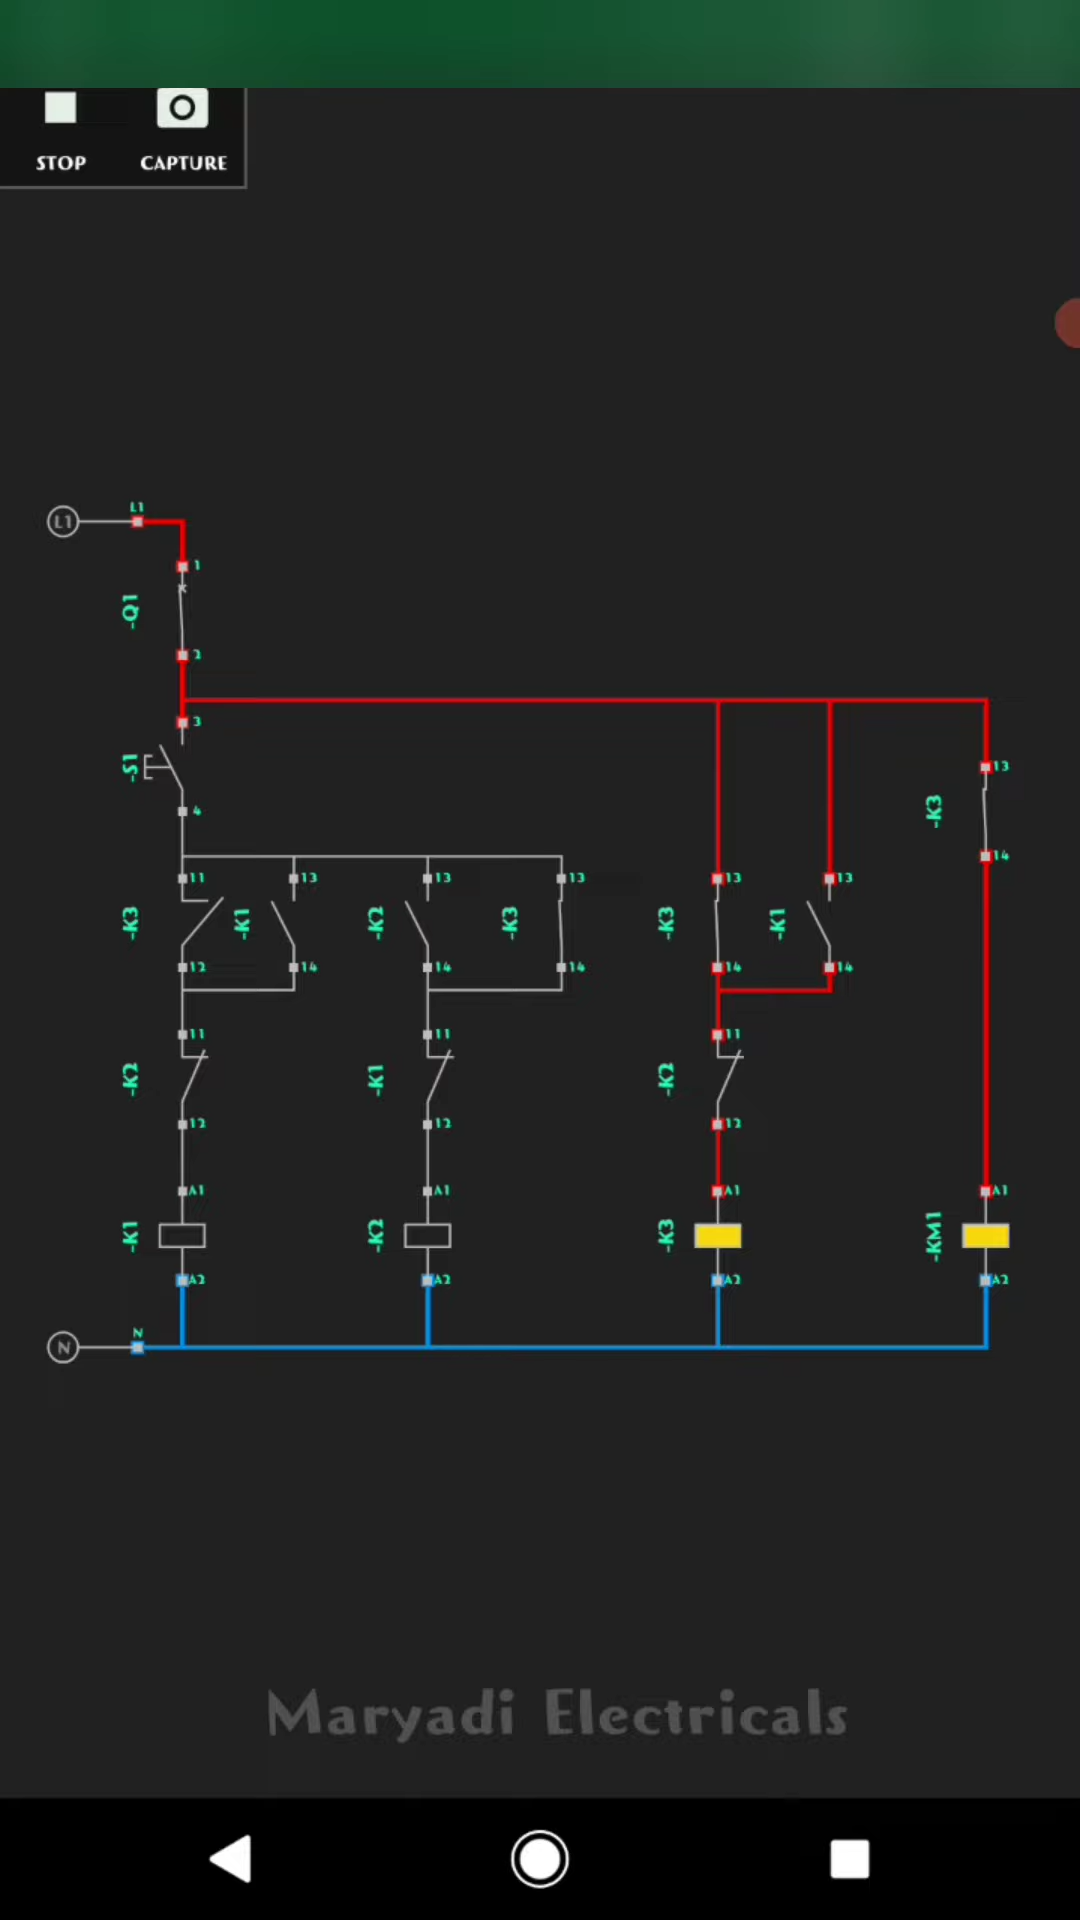 STOP CAPTURE
L1
L1
1
-Q1
2
3
-S1
4
13
-K3
14
11 13 13 13 13 13
-K3 -K1 -K2 -K3 -K3 -K1
12 14 14 14 14 14
11 11 11
-K2 -K1 -K2
12 12 12
A1 A1 A1 A1
-K1 -K2 -K3 -KM1
A2 A2 A2 A2
N
N
Maryadi Electricals